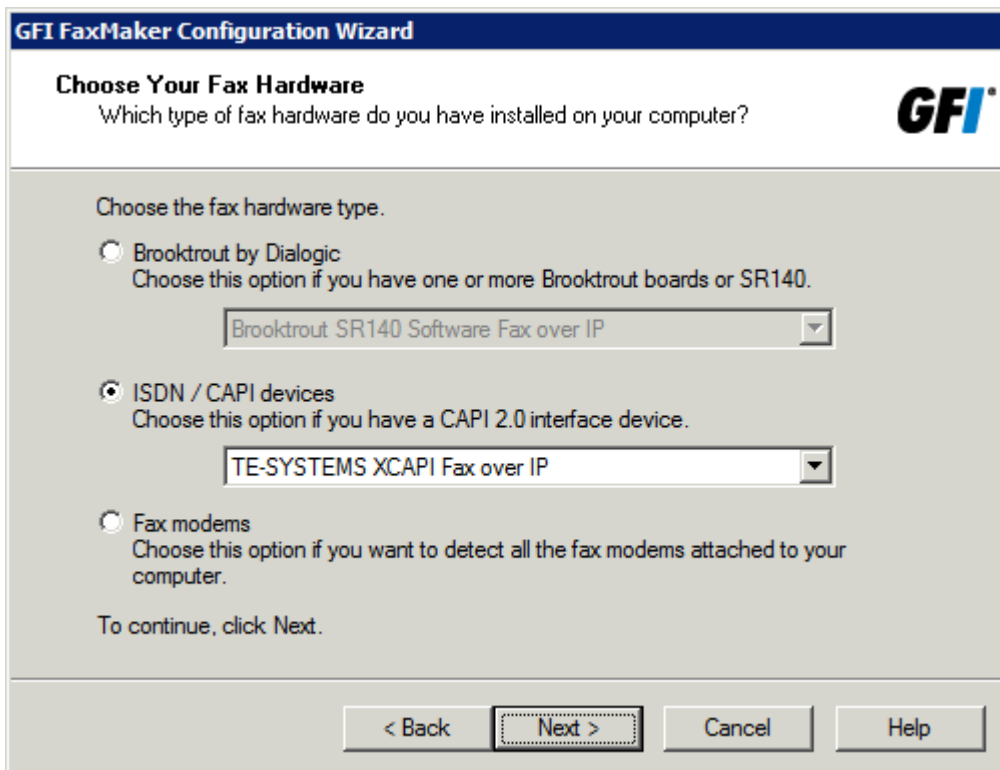 GFI FaxMaker Configuration Wizard
Choose Your Fax Hardware
Which type of fax hardware do you have installed on your computer?
GFI
Choose the fax hardware type.
Brooktrout by Dialogic
Choose this option if you have one or more Brooktrout boards or SR140.
Brooktrout SR140 Software Fax over IP
ISDN / CAPI devices
Choose this option if you have a CAPI 2.0 interface device.
TE-SYSTEMS XCAPI Fax over IP
Fax modems
Choose this option if you want to detect all the fax modems attached to your
computer.
To continue, click Next.
< Back
Next >
Cancel
Help